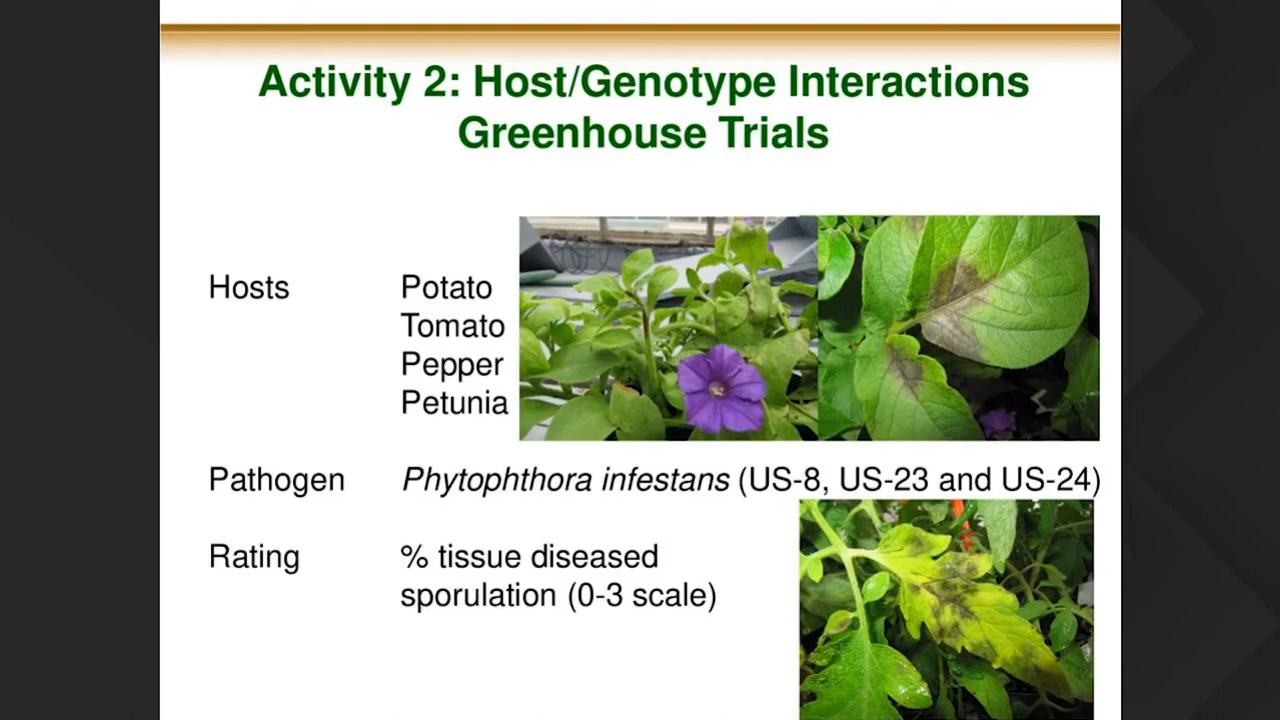 Activity 2: Host/Genotype Interactions
Greenhouse Trials
Hosts Potato
Tomato
Pepper
Petunia
Pathogen Phytophthora infestans (US-8, US-23 and US-24)
Rating % tissue diseased
sporulation (0-3 scale)